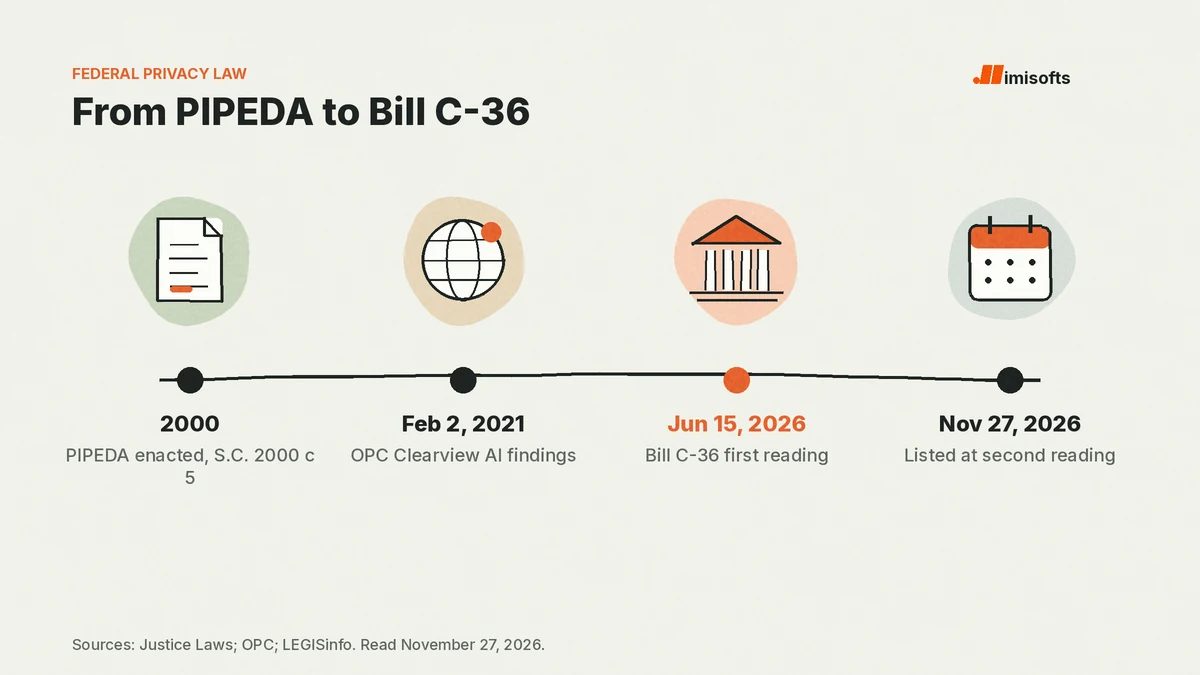 FEDERAL PRIVACY LAW
imisofts
From PIPEDA to Bill C-36
2000
PIPEDA enacted, S.C. 2000 c
5
Feb 2, 2021
OPC Clearview AI findings
Jun 15, 2026
Bill C-36 first reading
Nov 27, 2026
Listed at second reading
Sources: Justice Laws; OPC; LEGISinfo. Read November 27, 2026.